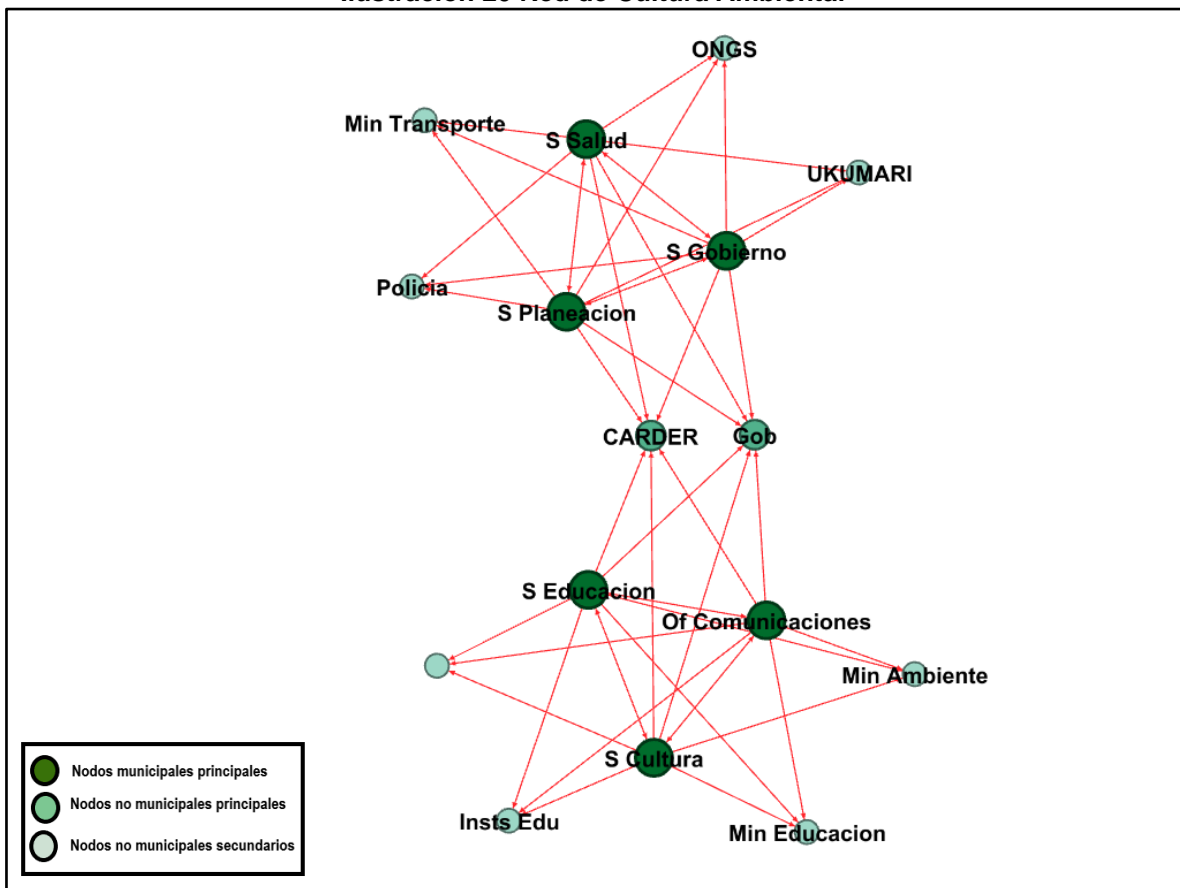 ONGS
Min Transporte
S Salud
UKUMARI
S Gobierno
Policia
S Planeacion
CARDER
Gob
S Educacion
Of Comunicaciones
Min Ambiente
S Cultura
Insts Edu
Min Educacion
Nodos municipales principales
Nodos no municipales principales
Nodos no municipales secundarios